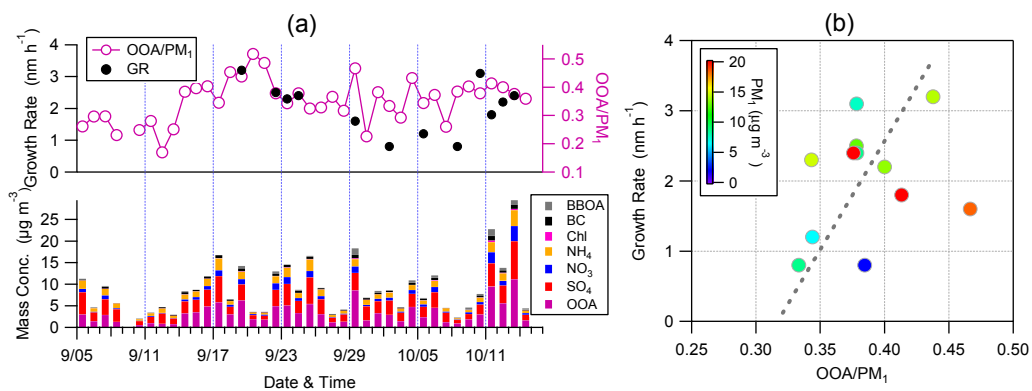 (a)
4
3
2
1
0
Growth Rate (nm h⁻¹)
OOA/PM₁
GR
0.5
0.4
0.3
0.2
0.1
OOA/PM₁
25
20
15
10
5
0
Mass Conc. (µg m⁻³)
BBOA
BC
Chl
NH₄
NO₃
SO₄
OOA
9/05
9/11
9/17
9/23
9/29
10/05
10/11
Date & Time
(b)
4
3
2
1
0
Growth Rate (nm h⁻¹)
20
15
10
5
0
PM₁ (µg m⁻³)
0.25
0.30
0.35
0.40
0.45
0.50
OOA/PM₁